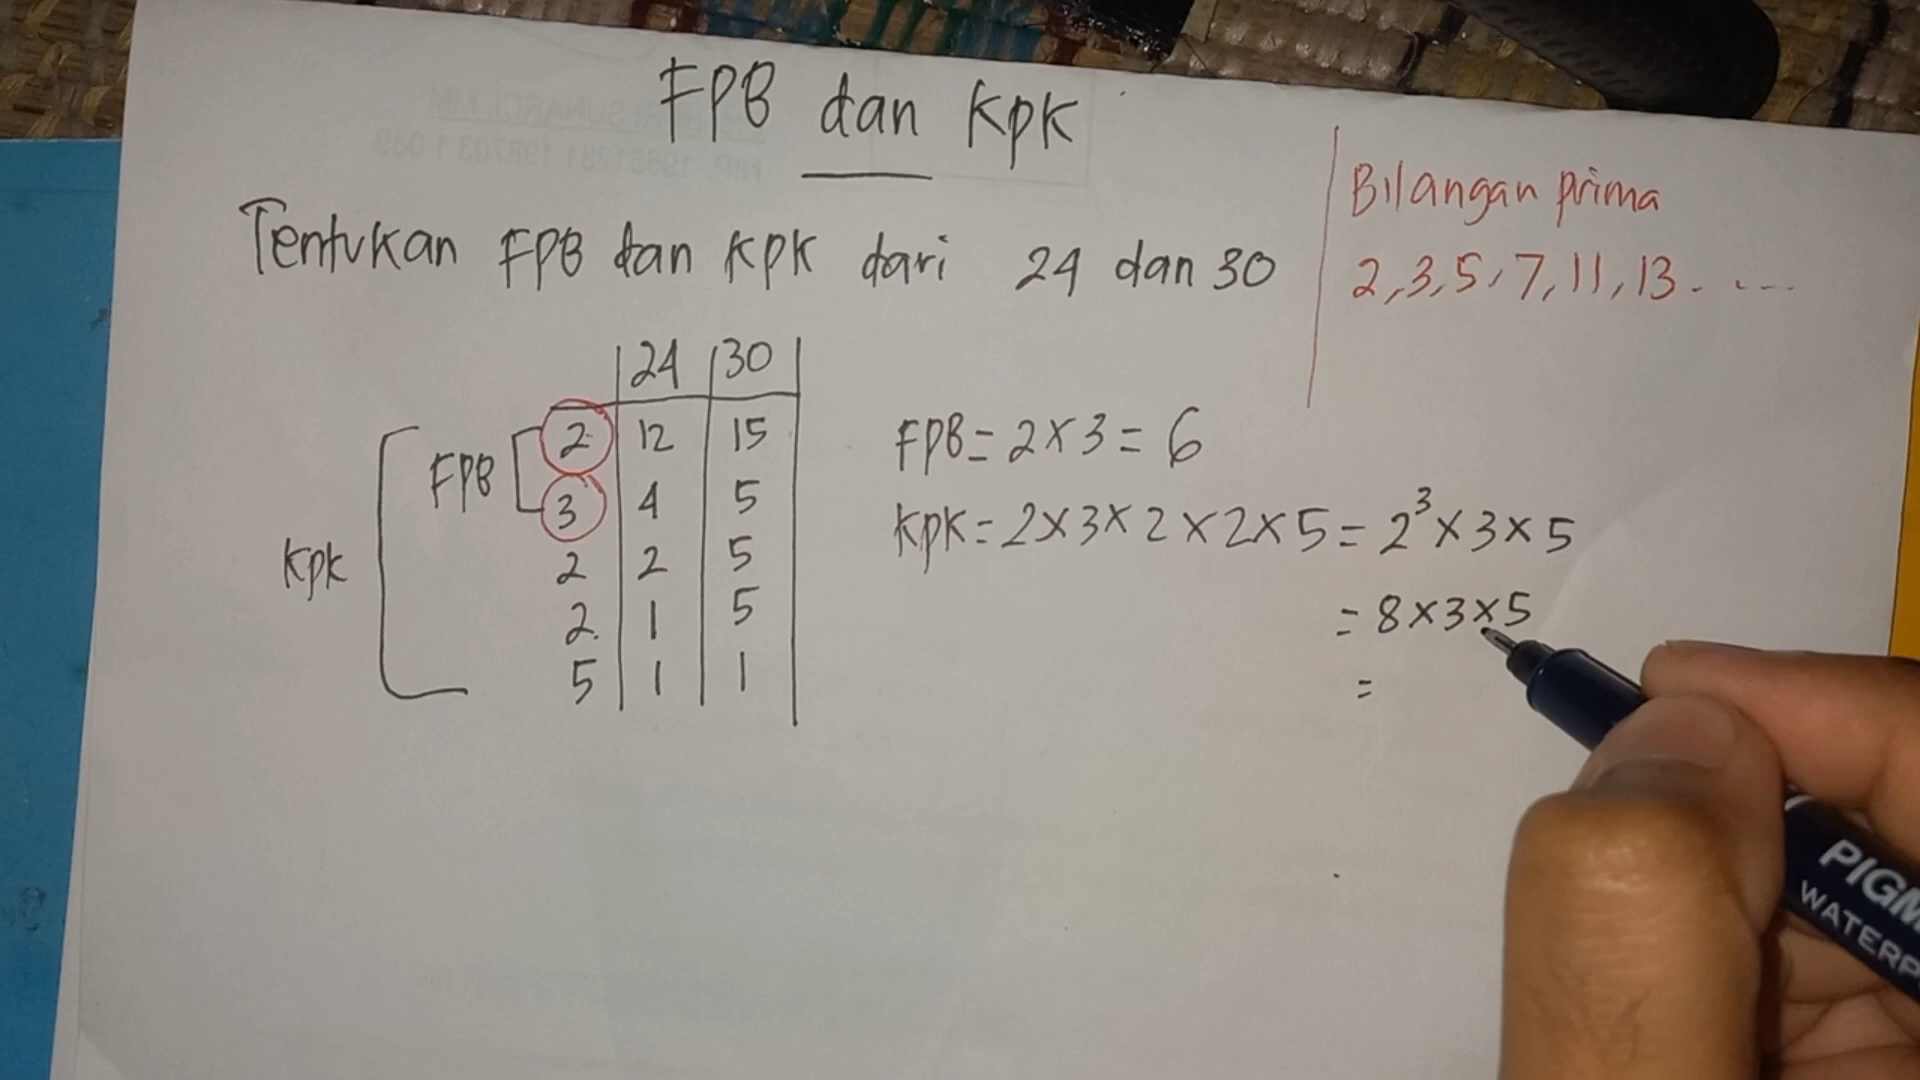 FPB dan KPK
Tentukan FPB dan KPK dari 24 dan 30
Bilangan prima
2, 3, 5, 7, 11, 13 - . ...
24 30
2 12 15
3 4 5
2 2 5
2 1 5
5 1 1
FPB
KPK
FPB = 2 x 3 = 6
KPK = 2 x 3 x 2 x 2 x 5 = 2³ x 3 x 5
= 8 x 3 x 5
=
PIGM
WATERP